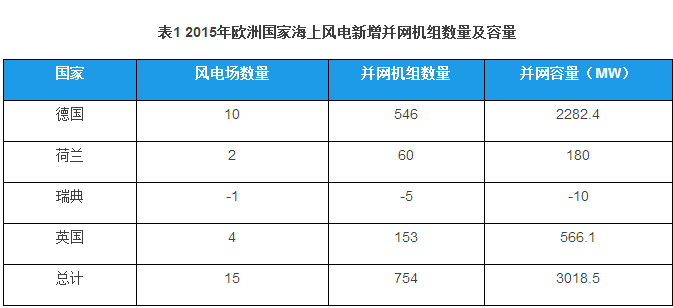 表1 2015年欧洲国家海上风电新增并网机组数量及容量
国家 风电场数量 并网机组数量 并网容量（MW）
德国 10 546 2282.4
荷兰 2 60 180
瑞典 -1 -5 -10
英国 4 153 566.1
总计 15 754 3018.5